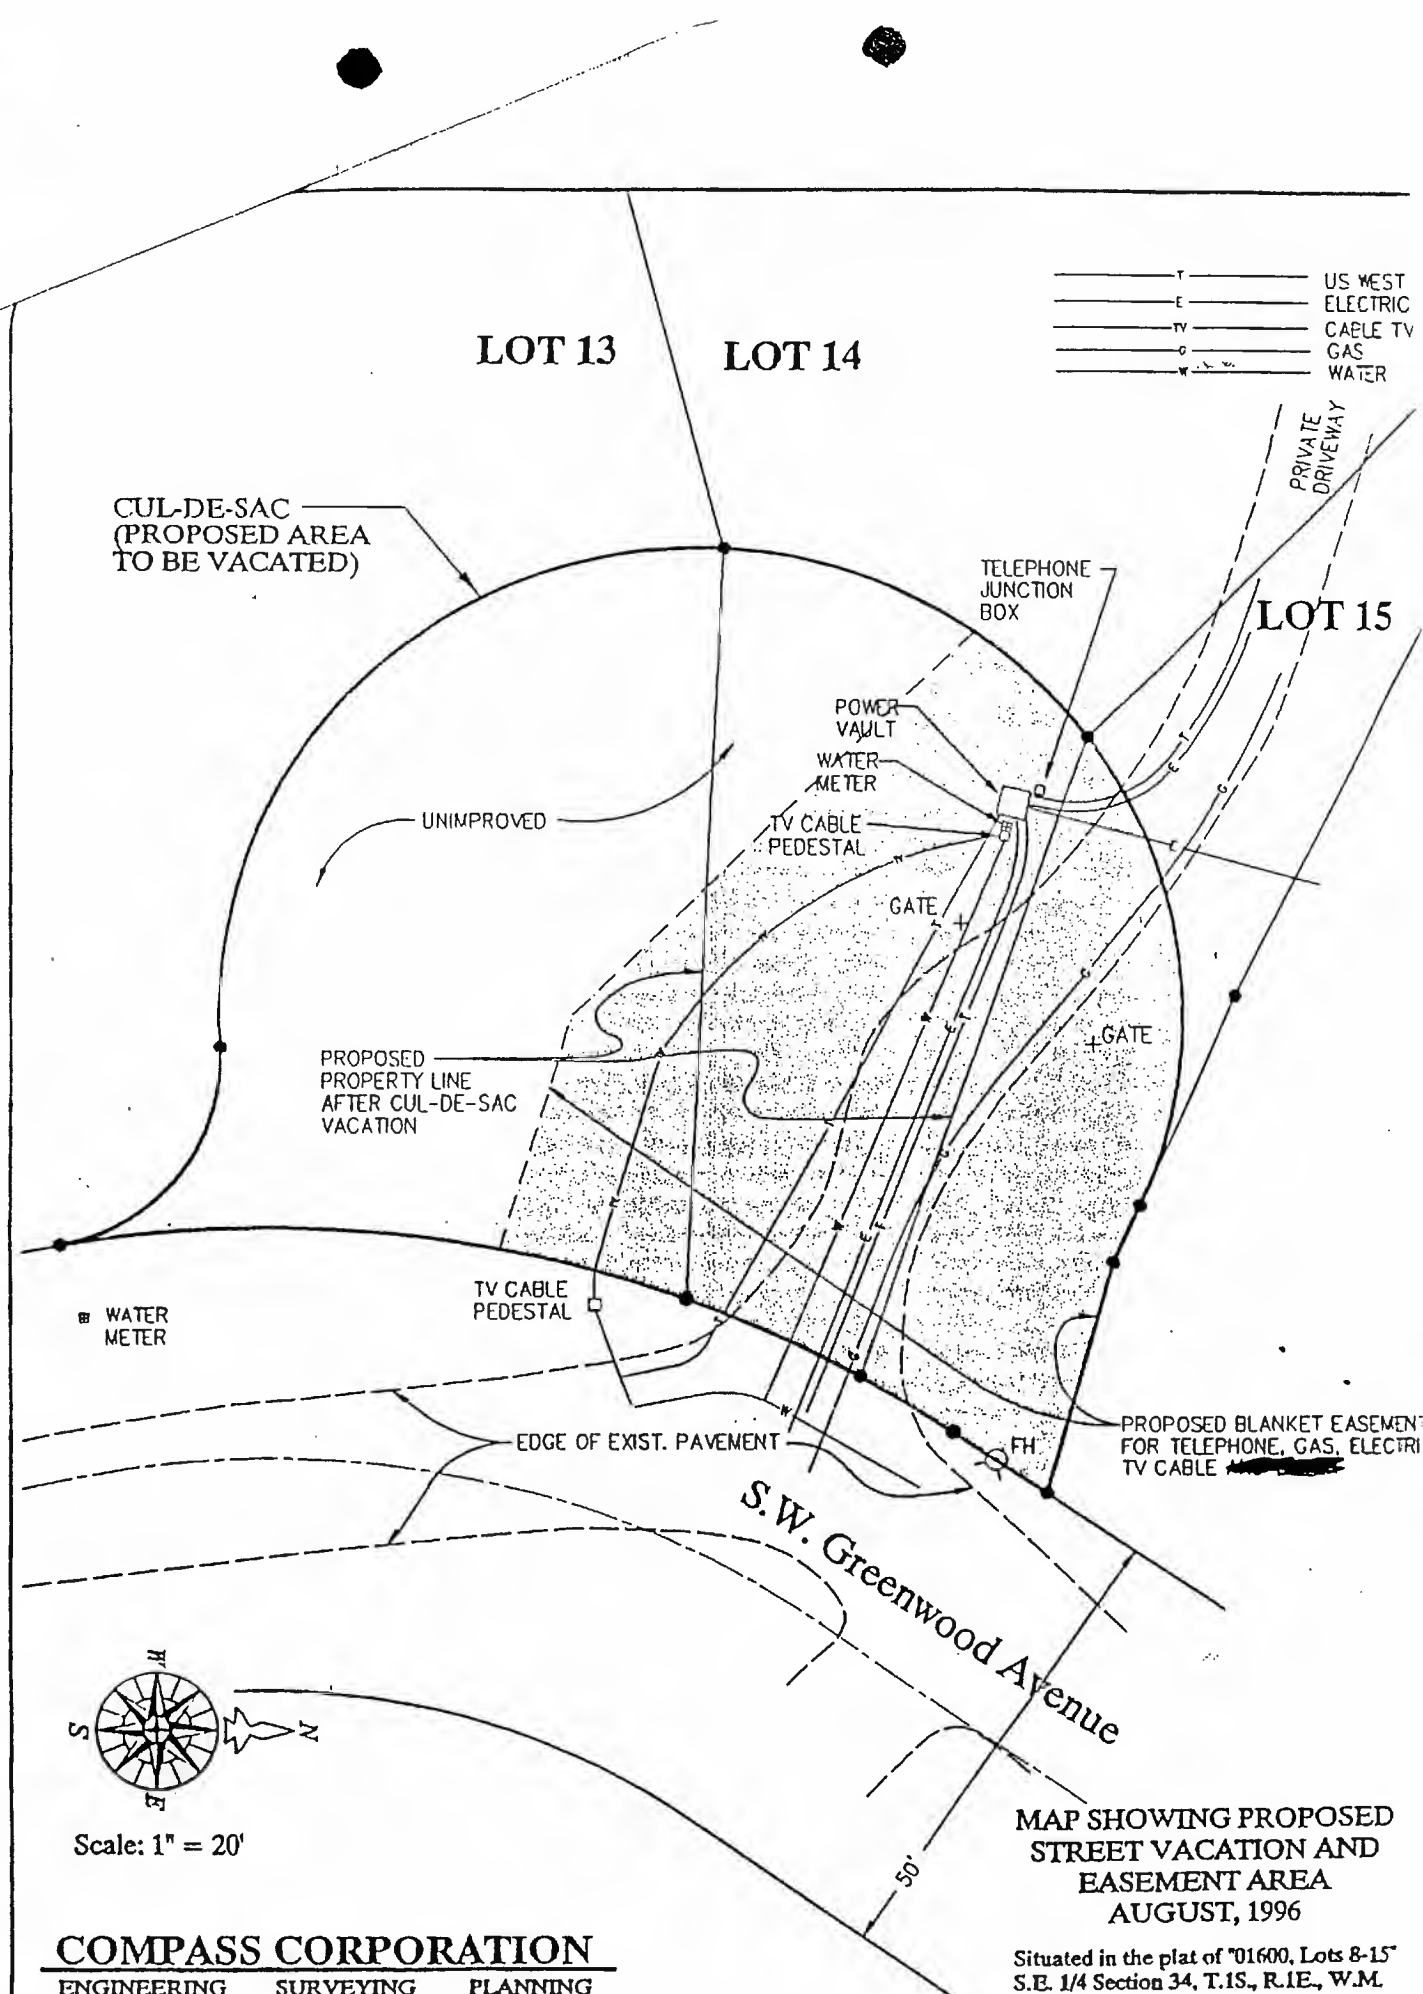 US WEST
T
ELECTRIC
E
CABLE TV
TV
GAS
G
WATER
W
PRIVATE
DRIVEWAY
LOT 13
LOT 14
CUL-DE-SAC
(PROPOSED AREA
TO BE VACATED)
TELEPHONE
JUNCTION
BOX
LOT 15
POWER
VAULT
WATER
METER
UNIMPROVED
TV CABLE
PEDESTAL
GATE
GATE
PROPOSED
PROPERTY LINE
AFTER CUL-DE-SAC
VACATION
TV CABLE
PEDESTAL
WATER
METER
EDGE OF EXIST. PAVEMENT
FH
PROPOSED BLANKET EASEMENT
FOR TELEPHONE, GAS, ELECTRI
TV CABLE
S.W. Greenwood Avenue
50'
W
S
N
E
Scale: 1" = 20'
MAP SHOWING PROPOSED
STREET VACATION AND
EASEMENT AREA
AUGUST, 1996
Situated in the plat of "01600, Lots 8-15"
S.E. 1/4 Section 34, T.1S., R.1E., W.M.
COMPASS CORPORATION
ENGINEERING SURVEYING PLANNING